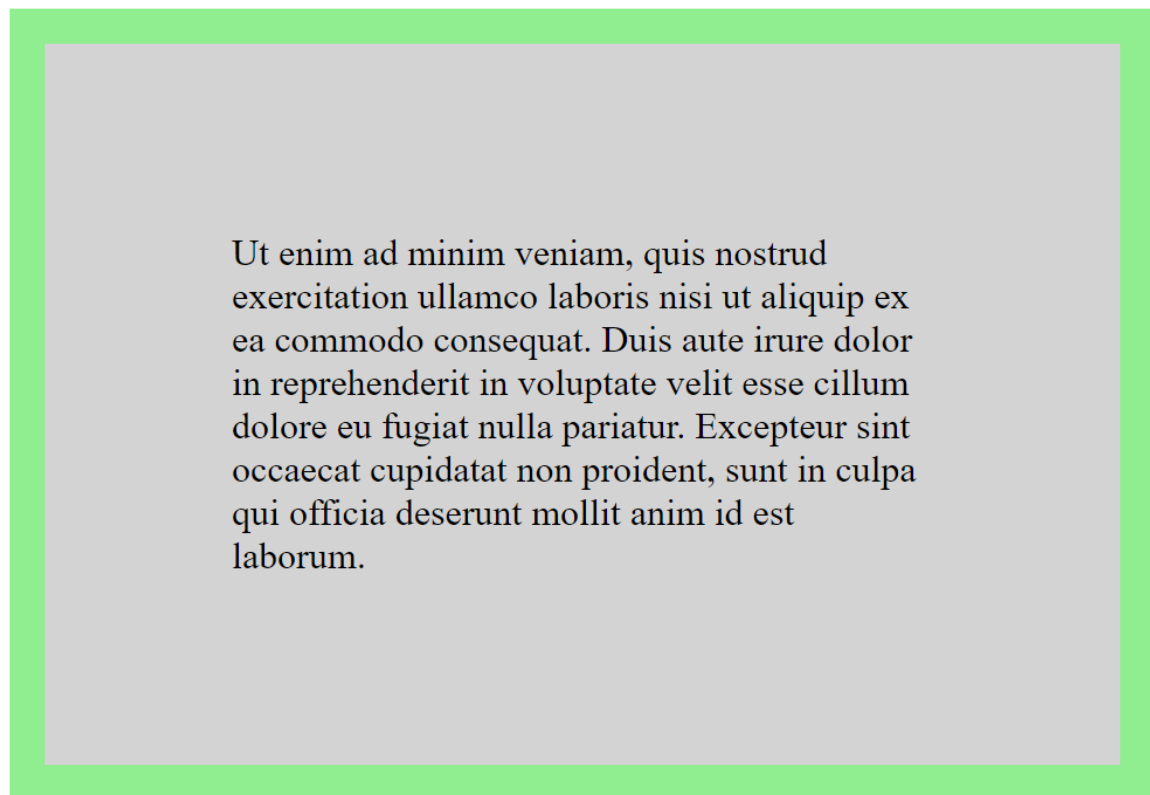 Ut enim ad minim veniam, quis nostrud
exercitation ullamco laboris nisi ut aliquip ex
ea commodo consequat. Duis aute irure dolor
in reprehenderit in voluptate velit esse cillum
dolore eu fugiat nulla pariatur. Excepteur sint
occaecat cupidatat non proident, sunt in culpa
qui officia deserunt mollit anim id est
laborum.